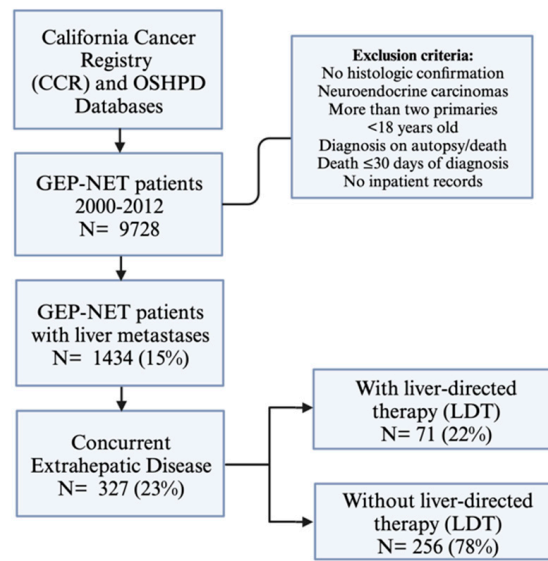 California Cancer
Registry
(CCR) and OSHPD
Databases
Exclusion criteria:
No histologic confirmation
Neuroendocrine carcinomas
More than two primaries
<18 years old
Diagnosis on autopsy/death
Death ≤30 days of diagnosis
No inpatient records
GEP-NET patients
2000-2012
N= 9728
GEP-NET patients
with liver metastases
N= 1434 (15%)
Concurrent
Extrahepatic Disease
N= 327 (23%)
With liver-directed
therapy (LDT)
N= 71 (22%)
Without liver-directed
therapy (LDT)
N= 256 (78%)